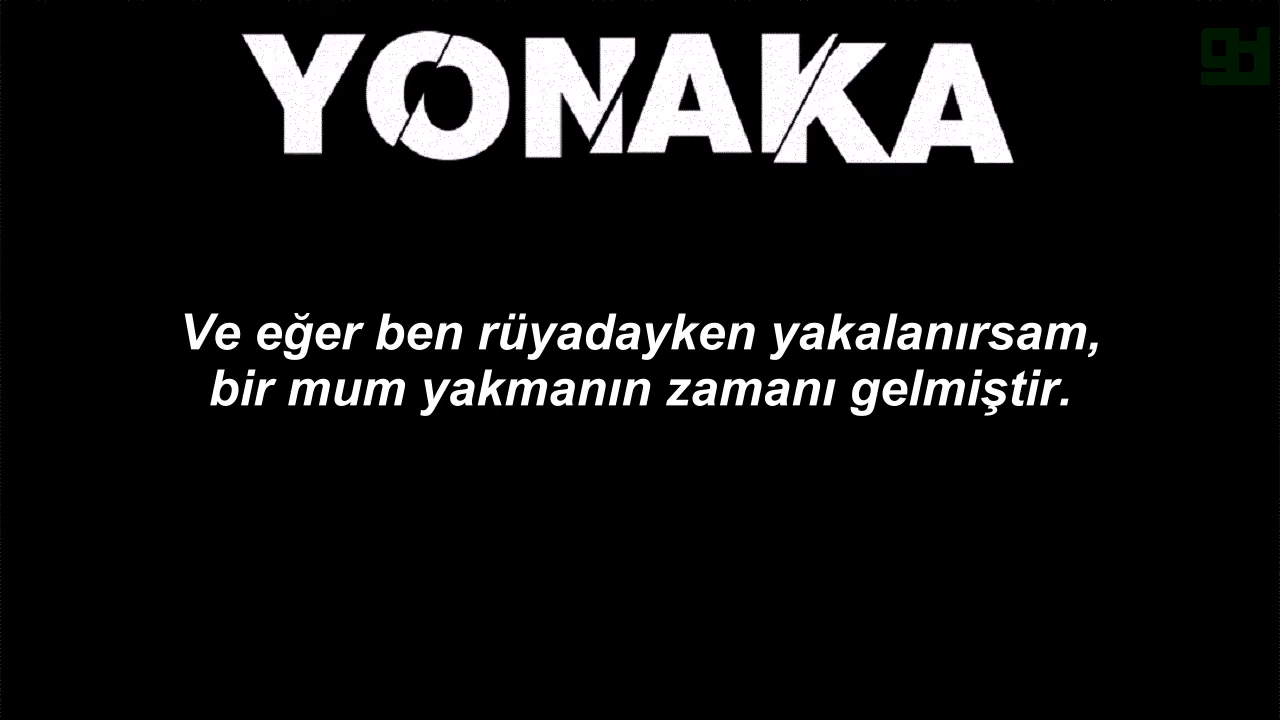 YONAKA
Ve eğer ben rüyadayken yakalanırsam,
bir mum yakmanın zamanı gelmiştir.